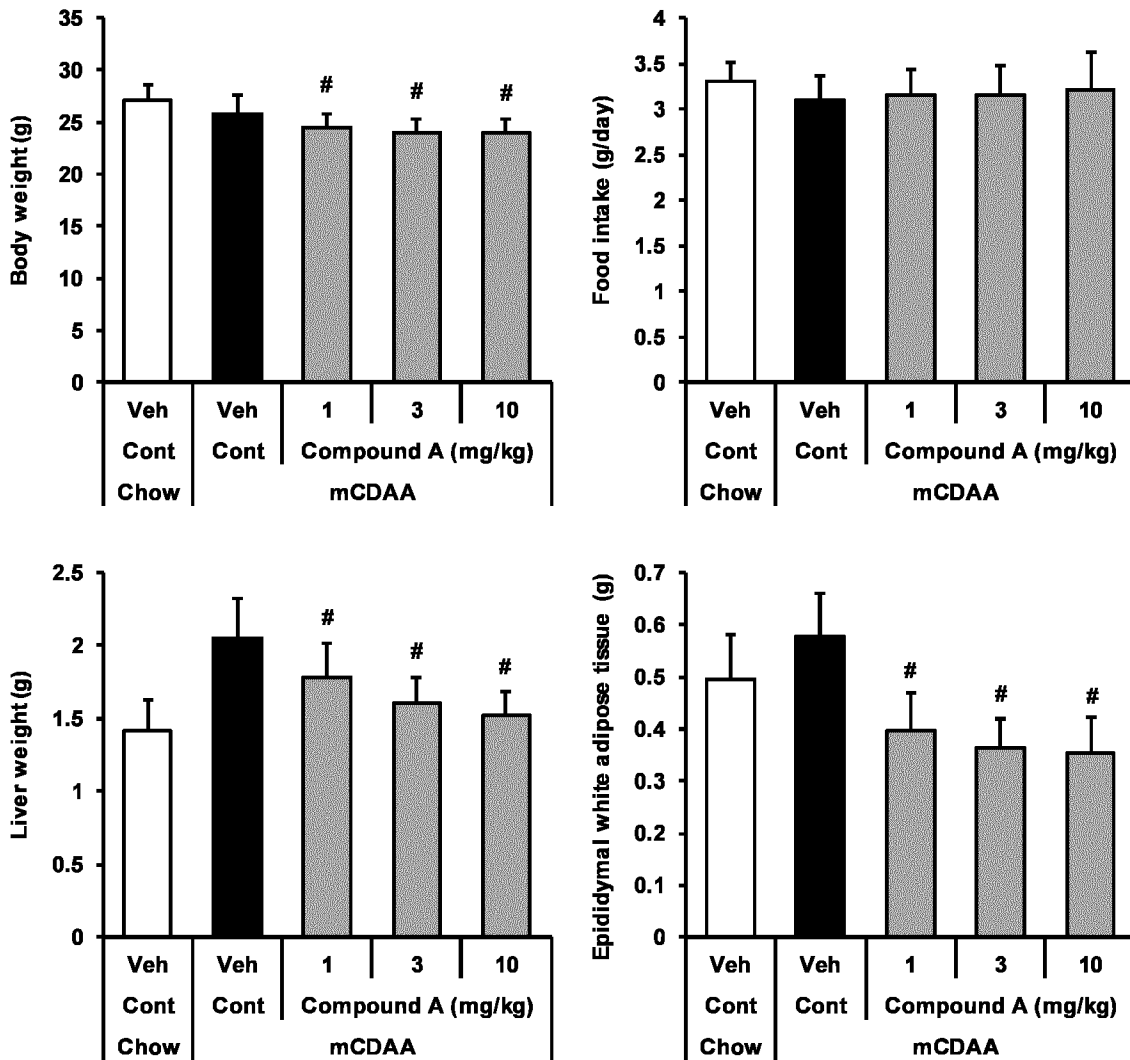 Body weight (g)
35
30
25
20
15
10
5
0
# # #
Veh Veh 1 3 10
Cont Cont Compound A (mg/kg)
Chow mCDAA
Food intake (g/day)
4
3.5
3
2.5
2
1.5
1
0.5
0
Veh Veh 1 3 10
Cont Cont Compound A (mg/kg)
Chow mCDAA
Liver weight (g)
2.5
2
1.5
1
0.5
0
# # #
Veh Veh 1 3 10
Cont Cont Compound A (mg/kg)
Chow mCDAA
Epididymal white adipose tissue (g)
0.7
0.6
0.5
0.4
0.3
0.2
0.1
0
# # #
Veh Veh 1 3 10
Cont Cont Compound A (mg/kg)
Chow mCDAA